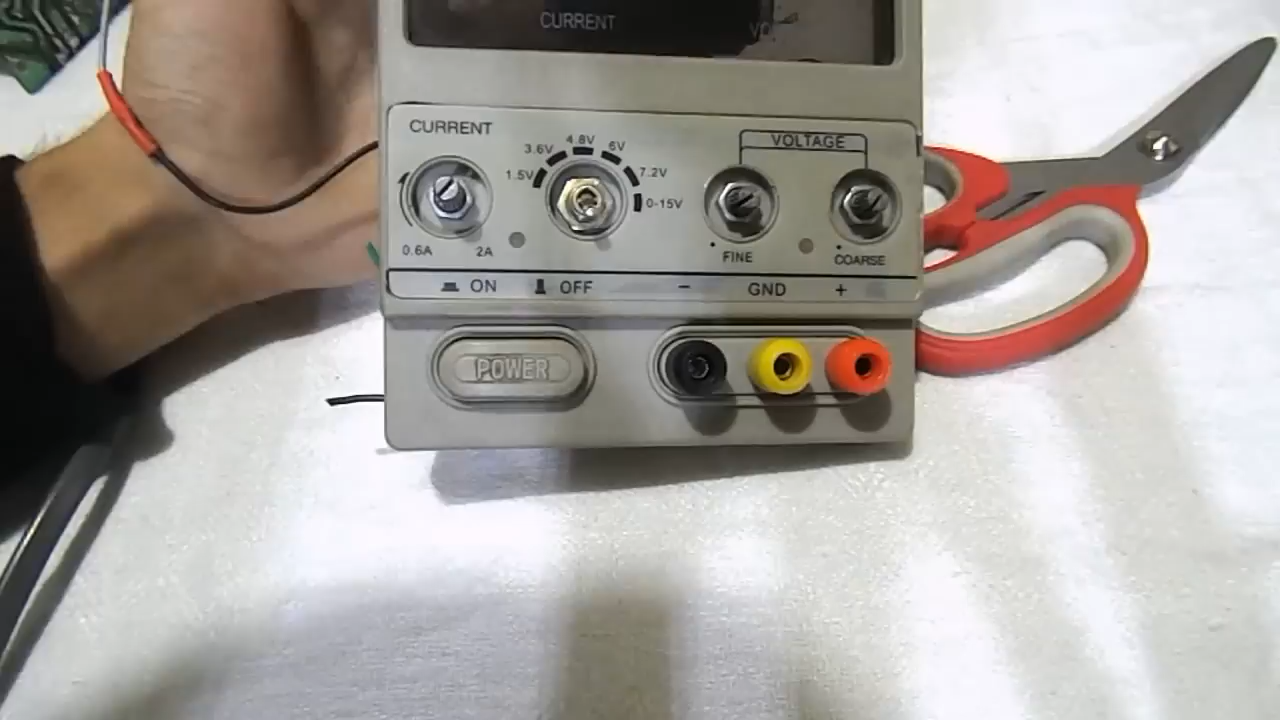 CURRENT
CURRENT
VOLTAGE
1.5V 3.6V 4.8V 6V 7.2V 0-15V
0.6A 2A
FINE COARSE
ON OFF - GND +
POWER